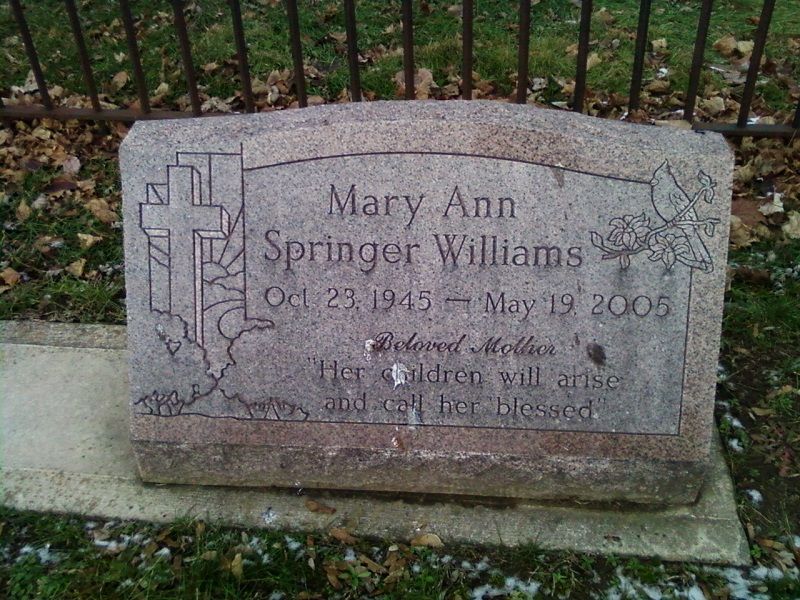 Mary Ann
Springer Williams
Oct 23, 1945 — May 19, 2005
Beloved Mother
"Her children will arise
and call her blessed"